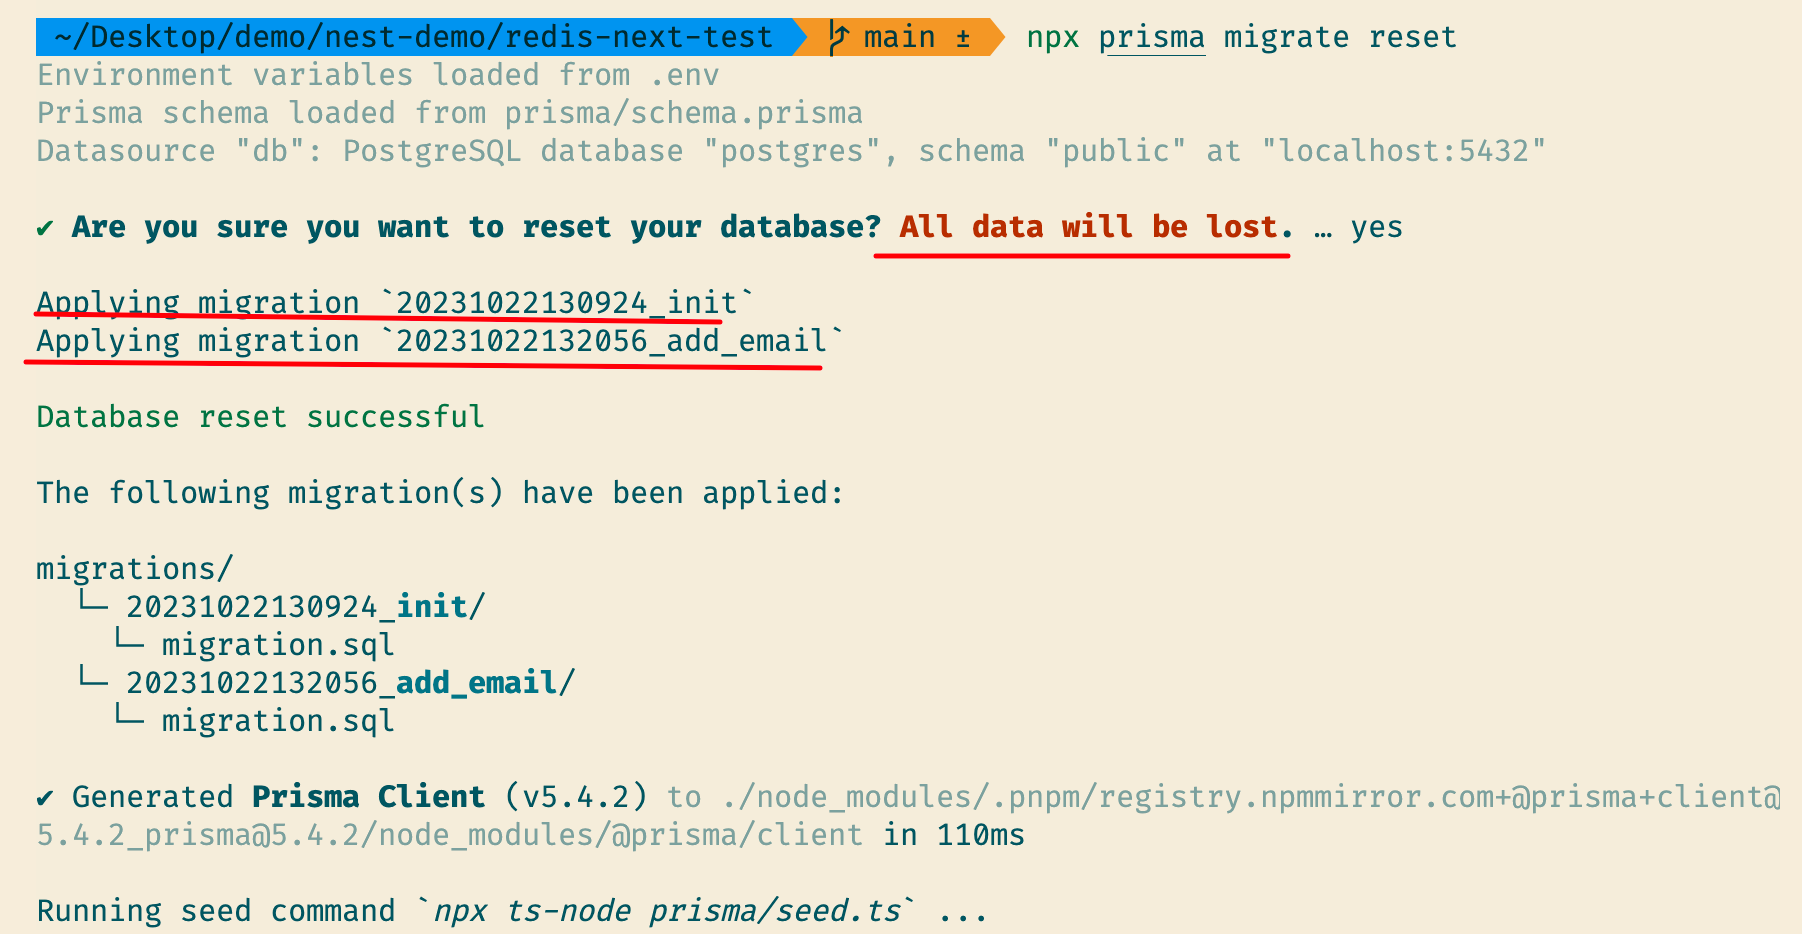 ~/Desktop/demo/nest-demo/redis-next-test main ± npx prisma migrate reset
Environment variables loaded from .env
Prisma schema loaded from prisma/schema.prisma
Datasource "db": PostgreSQL database "postgres", schema "public" at "localhost:5432"
✔ Are you sure you want to reset your database? All data will be lost. … yes
Applying migration `20231022130924_init`
Applying migration `20231022132056_add_email`
Database reset successful
The following migration(s) have been applied:
migrations/
└─ 20231022130924_init/
└─ migration.sql
└─ 20231022132056_add_email/
└─ migration.sql
✔ Generated Prisma Client (v5.4.2) to ./node_modules/.pnpm/registry.npmmirror.com+@prisma+client@
5.4.2_prisma@5.4.2/node_modules/@prisma/client in 110ms
Running seed command `npx ts-node prisma/seed.ts` ...